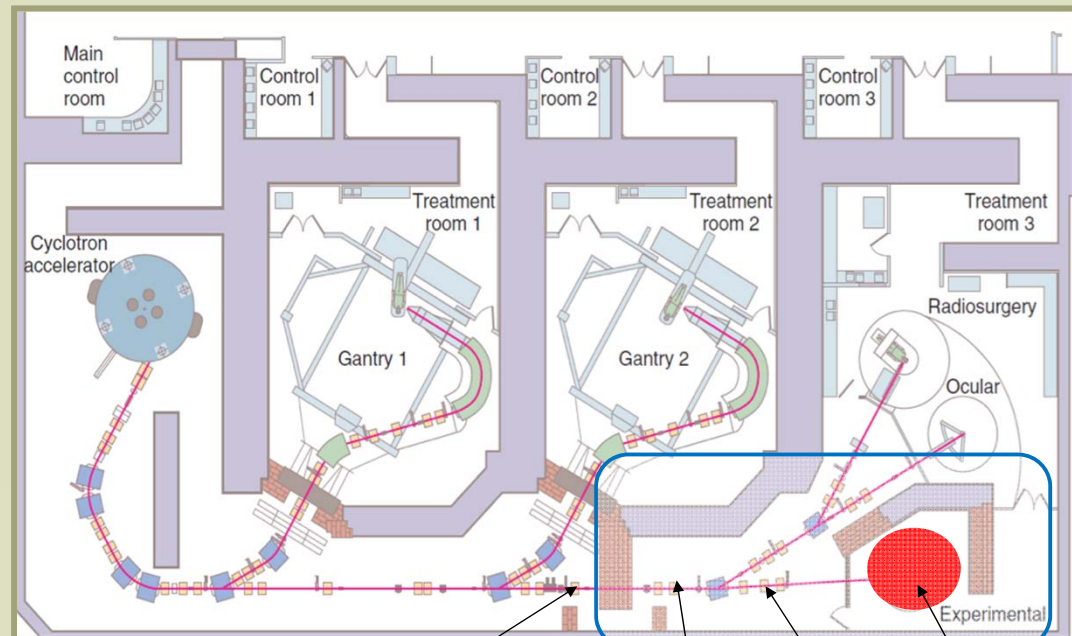 Main
control
room
Control
room 1
Control
room 2
Control
room 3
Treatment
room 1
Treatment
room 2
Treatment
room 3
Cyclotron
accelerator
Radiosurgery
Gantry 1
Gantry 2
Ocular
Experimental